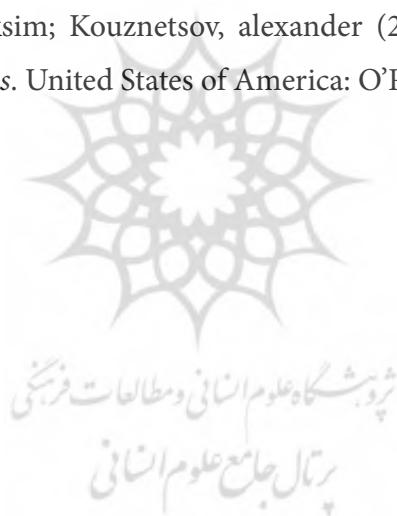 ksim; Kouznetsov, alexander (2
s. United States of America: O’
پژوهشگاه علوم انسانی و مطالعات فرهنگی
پرتال جامع علوم انسانی